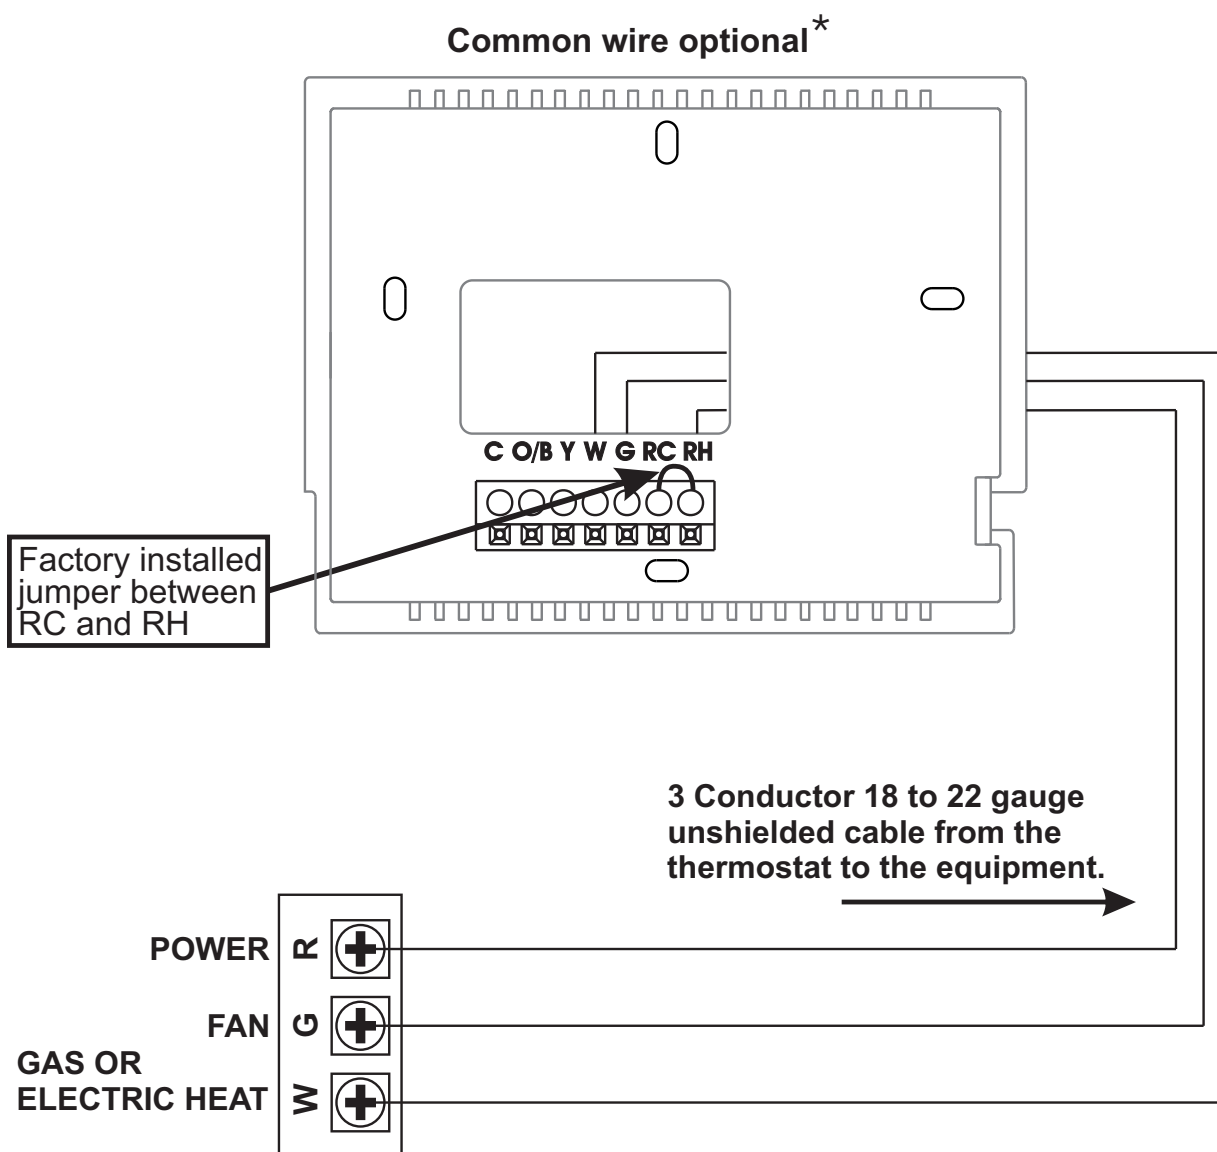 Common wire optional*
C O/B Y W G RC RH
Factory installed
jumper between
RC and RH
3 Conductor 18 to 22 gauge
unshielded cable from the
thermostat to the equipment.
POWER R
FAN G
GAS OR
ELECTRIC HEAT W